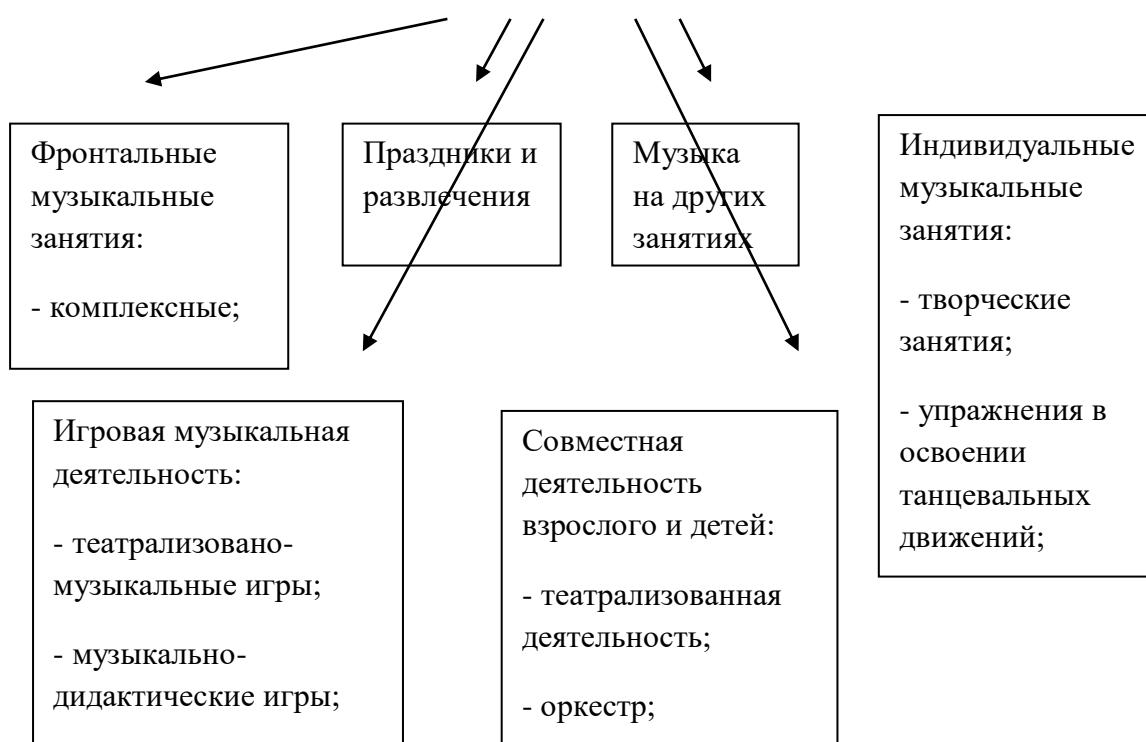 Фронтальные
музыкальные
занятия:
- комплексные;
Праздники и
развлечения
Музыка
на других
занятиях
Индивидуальные
музыкальные
занятия:
- творческие
занятия;
- упражнения в
освоении
танцевальных
движений;
Игровая музыкальная
деятельность:
- театрализовано-
музыкальные игры;
- музыкально-
дидактические игры;
Совместная
деятельность
взрослого и детей:
- театрализованная
деятельность;
- оркестр;